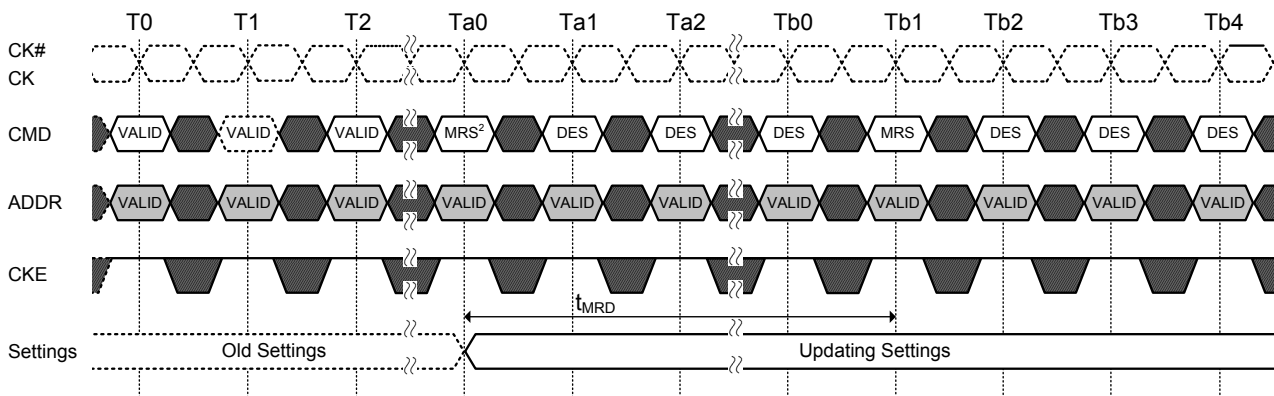 T0 T1 T2 Ta0 Ta1 Ta2 Tb0 Tb1 Tb2 Tb3 Tb4
CK#
CK
CMD VALID VALID VALID MRS² DES DES DES MRS DES DES DES
ADDR VALID VALID VALID VALID VALID VALID VALID VALID VALID VALID VALID
CKE
tMRD
Settings Old Settings Updating Settings